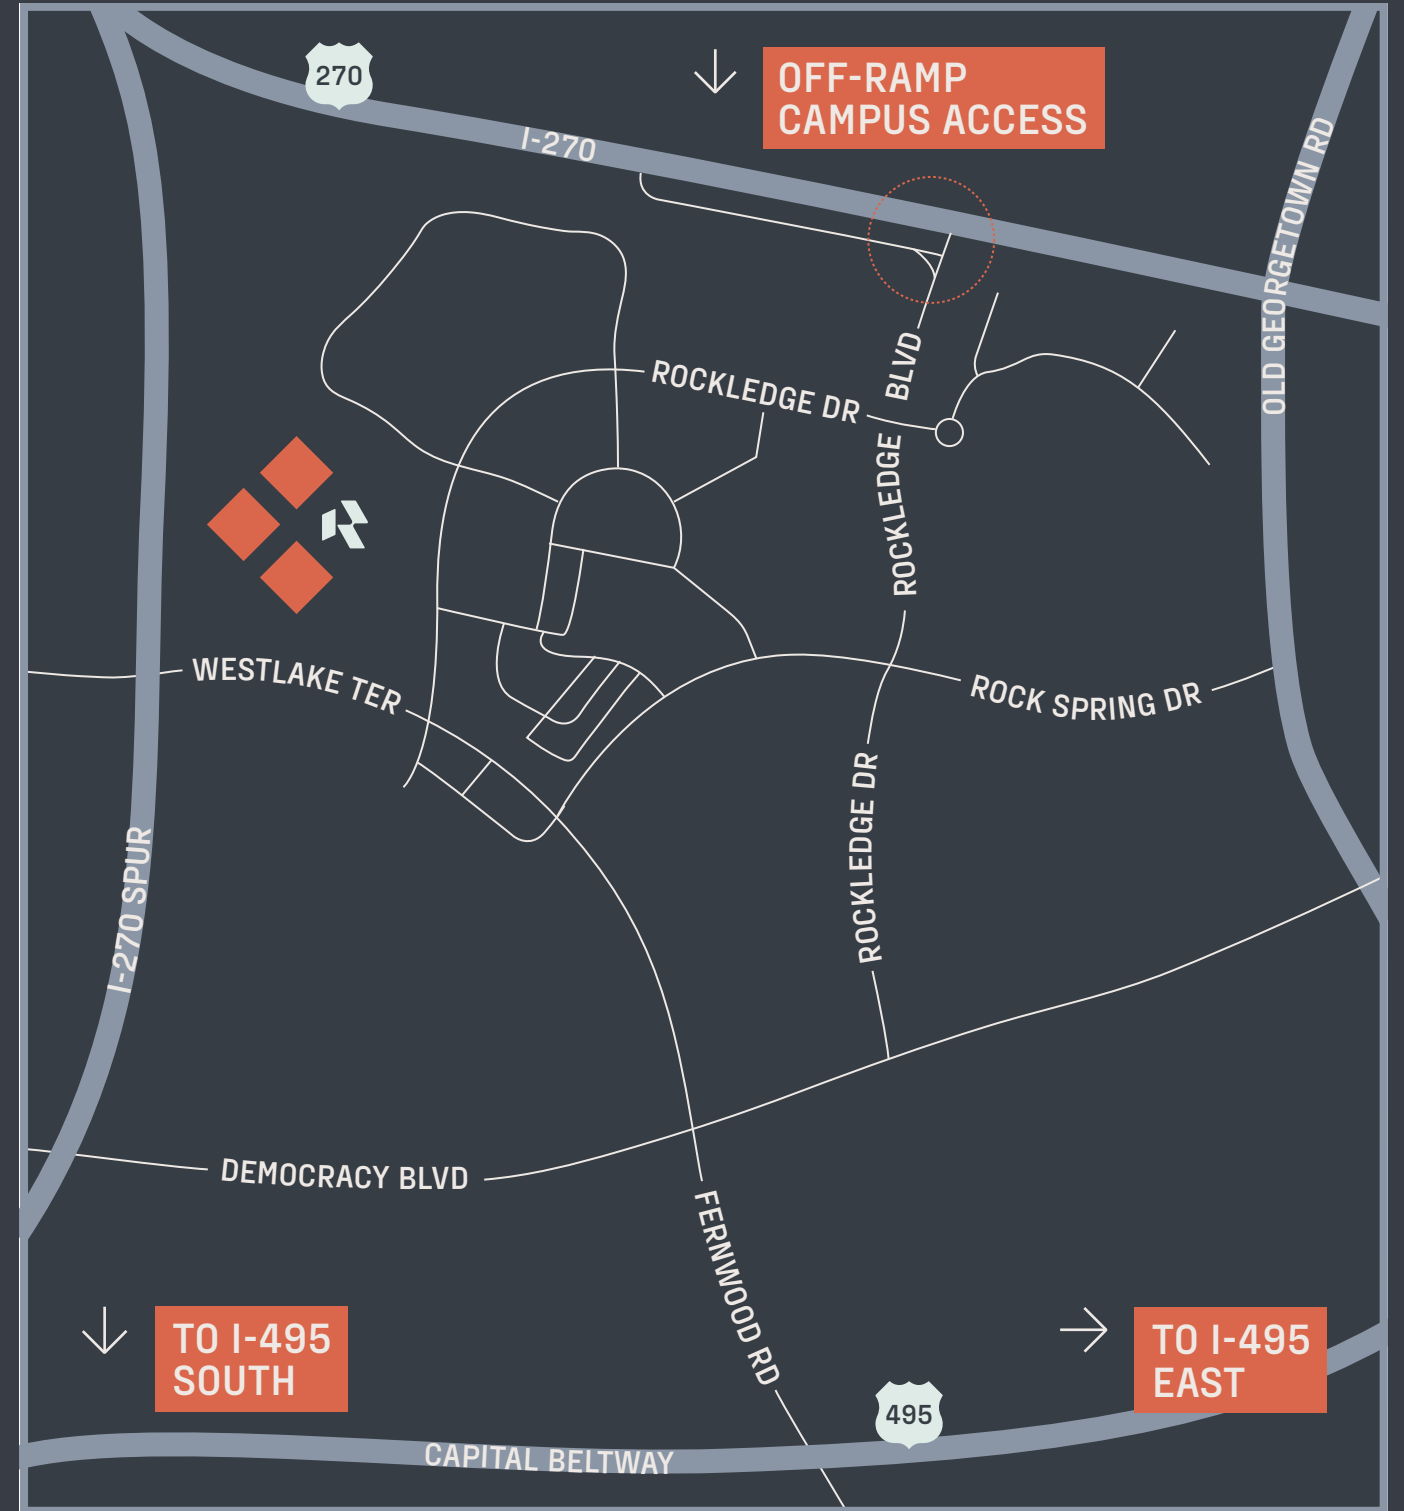 270
OFF-RAMP
CAMPUS ACCESS
I-270
OLD GEORGETOWN RD
ROCKLEDGE BLVD
ROCKLEDGE DR
WESTLAKE TER
ROCK SPRING DR
ROCKLEDGE DR
I-270 SPUR
DEMOCRACY BLVD
FERNWOOD RD
TO I-495
SOUTH
TO I-495
EAST
495
CAPITAL BELTWAY